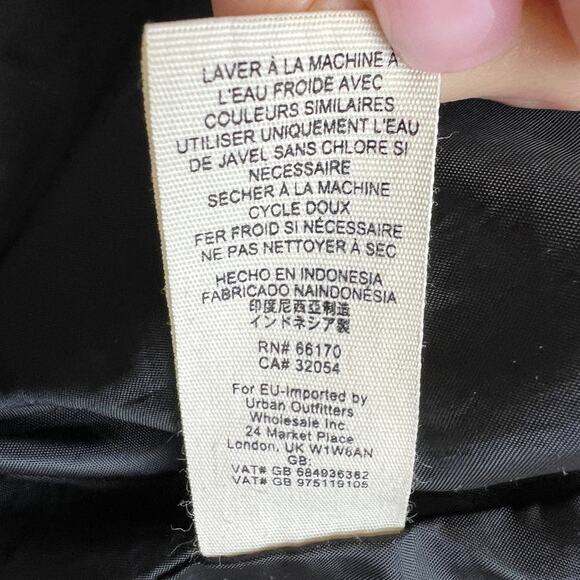 LAVER À LA MACHINE À
L'EAU FROIDE AVEC
COULEURS SIMILAIRES
UTILISER UNIQUEMENT L'EAU
DE JAVEL SANS CHLORE SI
NECESSAIRE
SECHER À LA MACHINE
CYCLE DOUX
FER FROID SI NÉCESSAIRE
NE PAS NETTOYER À SEC
HECHO EN INDONESIA
FABRICADO NAINDONÉSIA
印度尼西亞制造
インドネシア製
RN# 66170
CA# 32054
For EU-Imported by
Urban Outfitters
Wholesale Inc
24 Market Place
London, UK W1W8AN
GB:
VAT# GB 684936362
VAT# GB 975119105